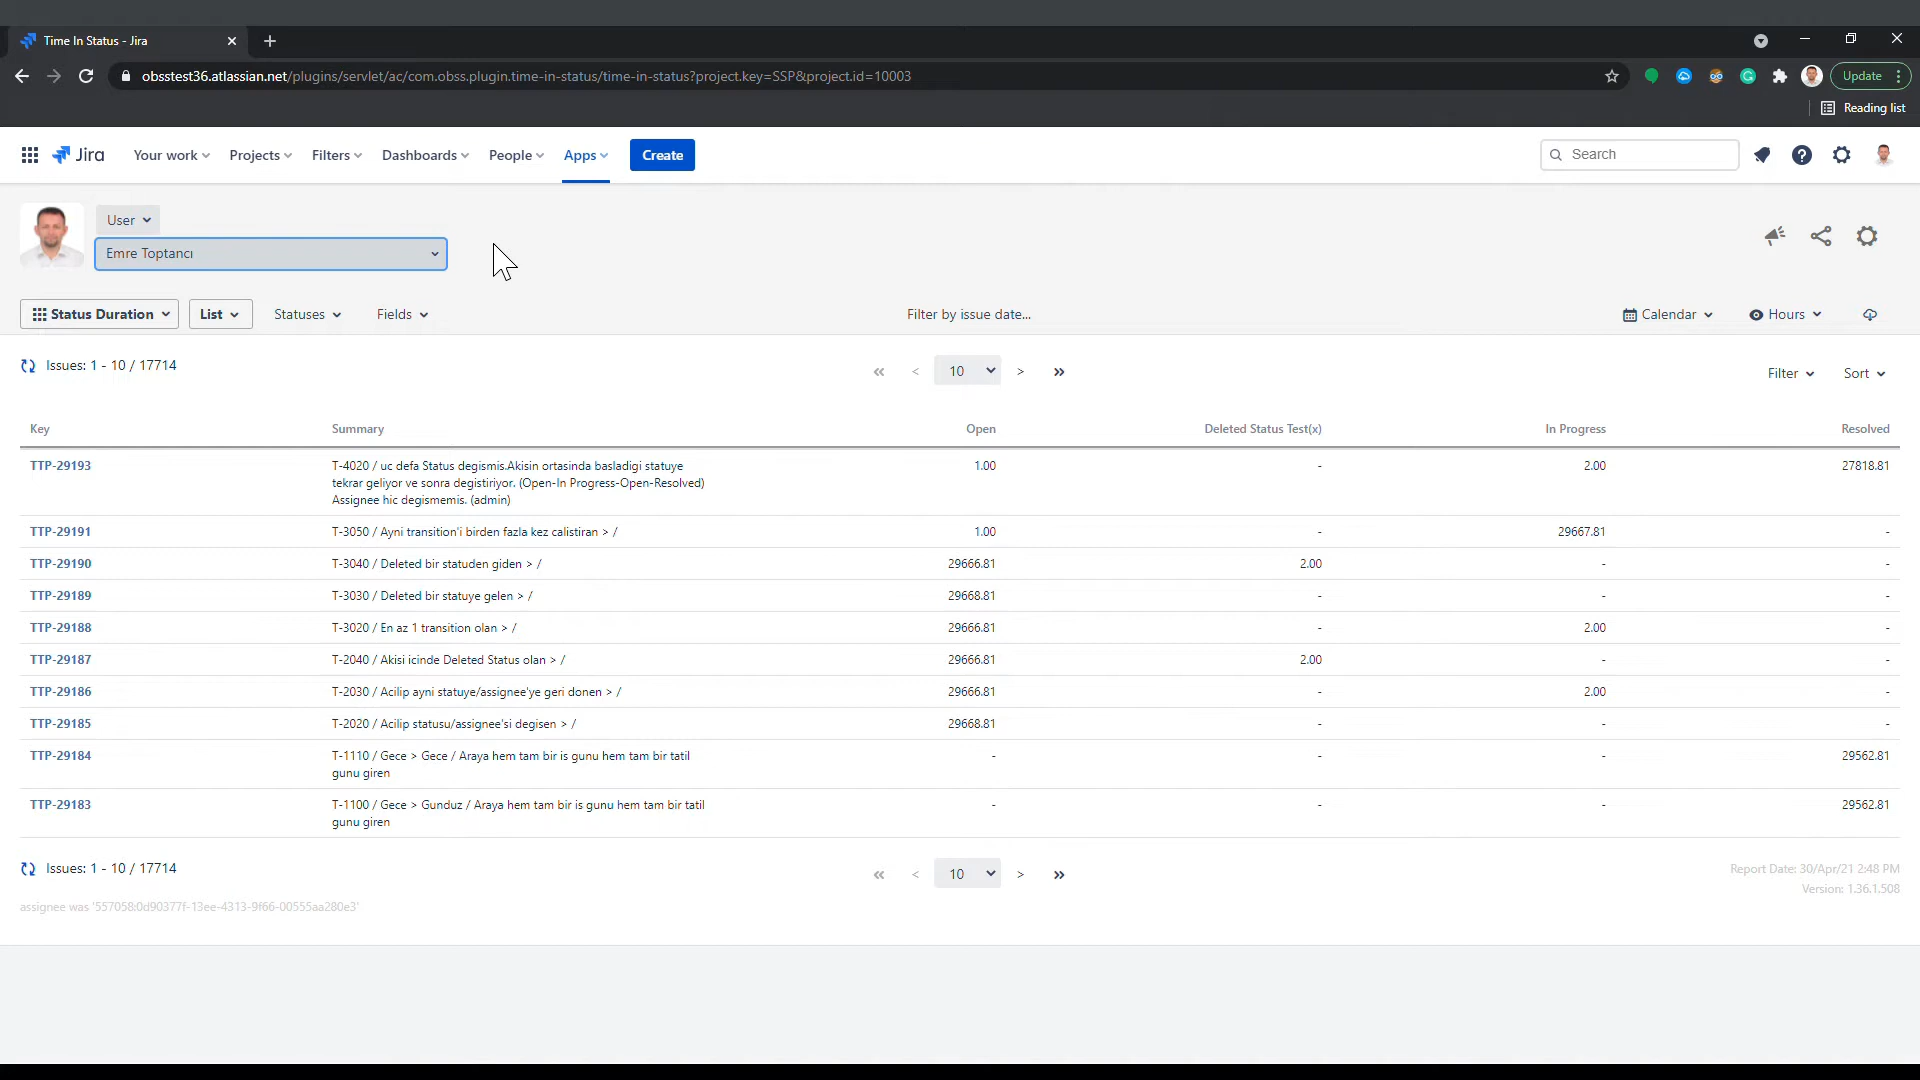 Time In Status - Jira
obsstest36.atlassian.net/plugins/servlet/ac/com.obss.plugin.time-in-status/time-in-status?project.key=SSP&project.id=10003
Update
Reading list
Jira Your work Projects Filters Dashboards People Apps Create Search
User
Emre Toptancı
Status Duration List Statuses Fields Filter by issue date... Calendar Hours
Issues: 1 - 10 / 17714 « < 10 > » Filter Sort
Key Summary Open Deleted Status Test(x) In Progress Resolved
TTP-29193 T-4020 / uc defa Status degismis.Akisin ortasinda basladigi statuye 1.00 - 2.00 27818.81
tekrar geliyor ve sonra degistiriyor. (Open-In Progress-Open-Resolved)
Assignee hic degismemis. (admin)
TTP-29191 T-3050 / Ayni transition'i birden fazla kez calistiran > / 1.00 - 29667.81 -
TTP-29190 T-3040 / Deleted bir statuden giden > / 29666.81 2.00 - -
TTP-29189 T-3030 / Deleted bir statuye gelen > / 29668.81 - - -
TTP-29188 T-3020 / En az 1 transition olan > / 29666.81 - 2.00 -
TTP-29187 T-2040 / Akisi icinde Deleted Status olan > / 29666.81 2.00 - -
TTP-29186 T-2030 / Acilip ayni statuye/assignee'ye geri donen > / 29666.81 - 2.00 -
TTP-29185 T-2020 / Acilip statusu/assignee'si degisen > / 29668.81 - - -
TTP-29184 T-1110 / Gece > Gece / Araya hem tam bir is gunu hem tam bir tatil - - - 29562.81
gunu giren
TTP-29183 T-1100 / Gece > Gunduz / Araya hem tam bir is gunu hem tam bir tatil - - - 29562.81
gunu giren
Issues: 1 - 10 / 17714 « < 10 > » Report Date: 30/Apr/21 2:48 PM
Version: 1.36.1.508
assignee was '557058:0d90377f-13ee-4313-9f66-00555aa280e3'